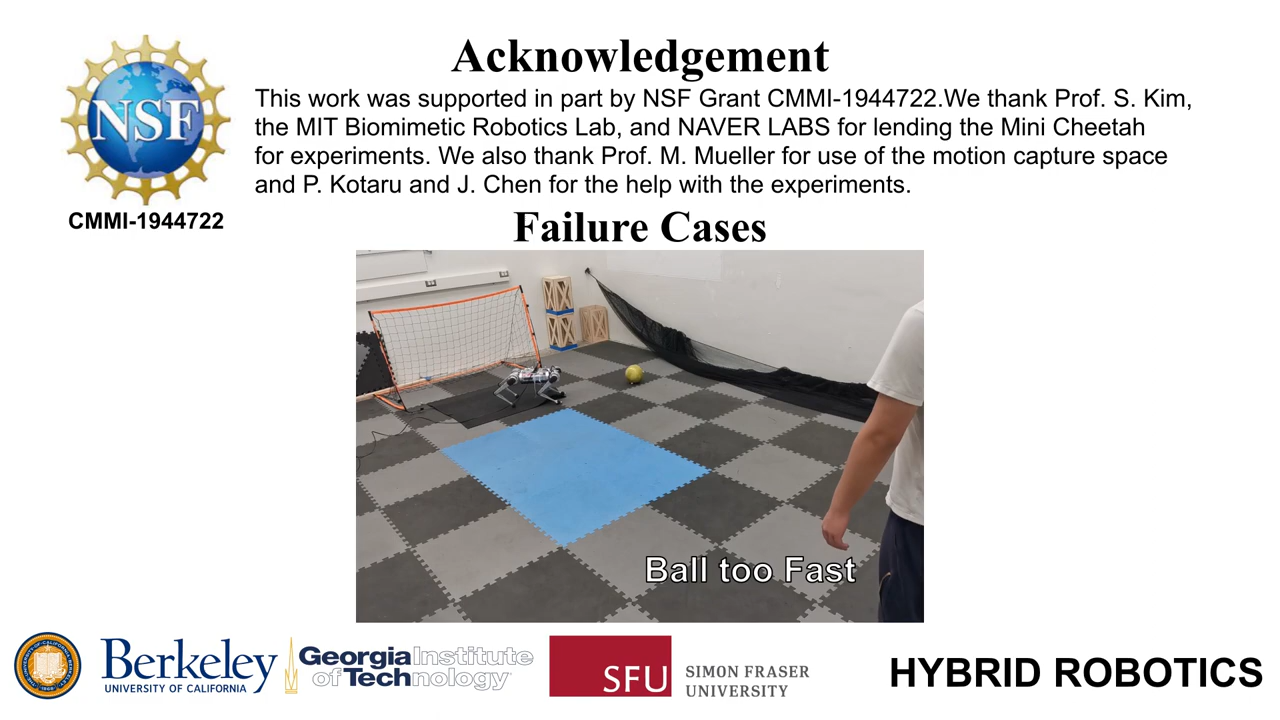 Acknowledgement
NSF
This work was supported in part by NSF Grant CMMI-1944722.We thank Prof. S. Kim,
the MIT Biomimetic Robotics Lab, and NAVER LABS for lending the Mini Cheetah
for experiments. We also thank Prof. M. Mueller for use of the motion capture space
and P. Kotaru and J. Chen for the help with the experiments.
CMMI-1944722
Failure Cases
Ball too Fast
Berkeley
UNIVERSITY OF CALIFORNIA
Georgia Institute
of Technology
SFU
SIMON FRASER
UNIVERSITY
HYBRID ROBOTICS